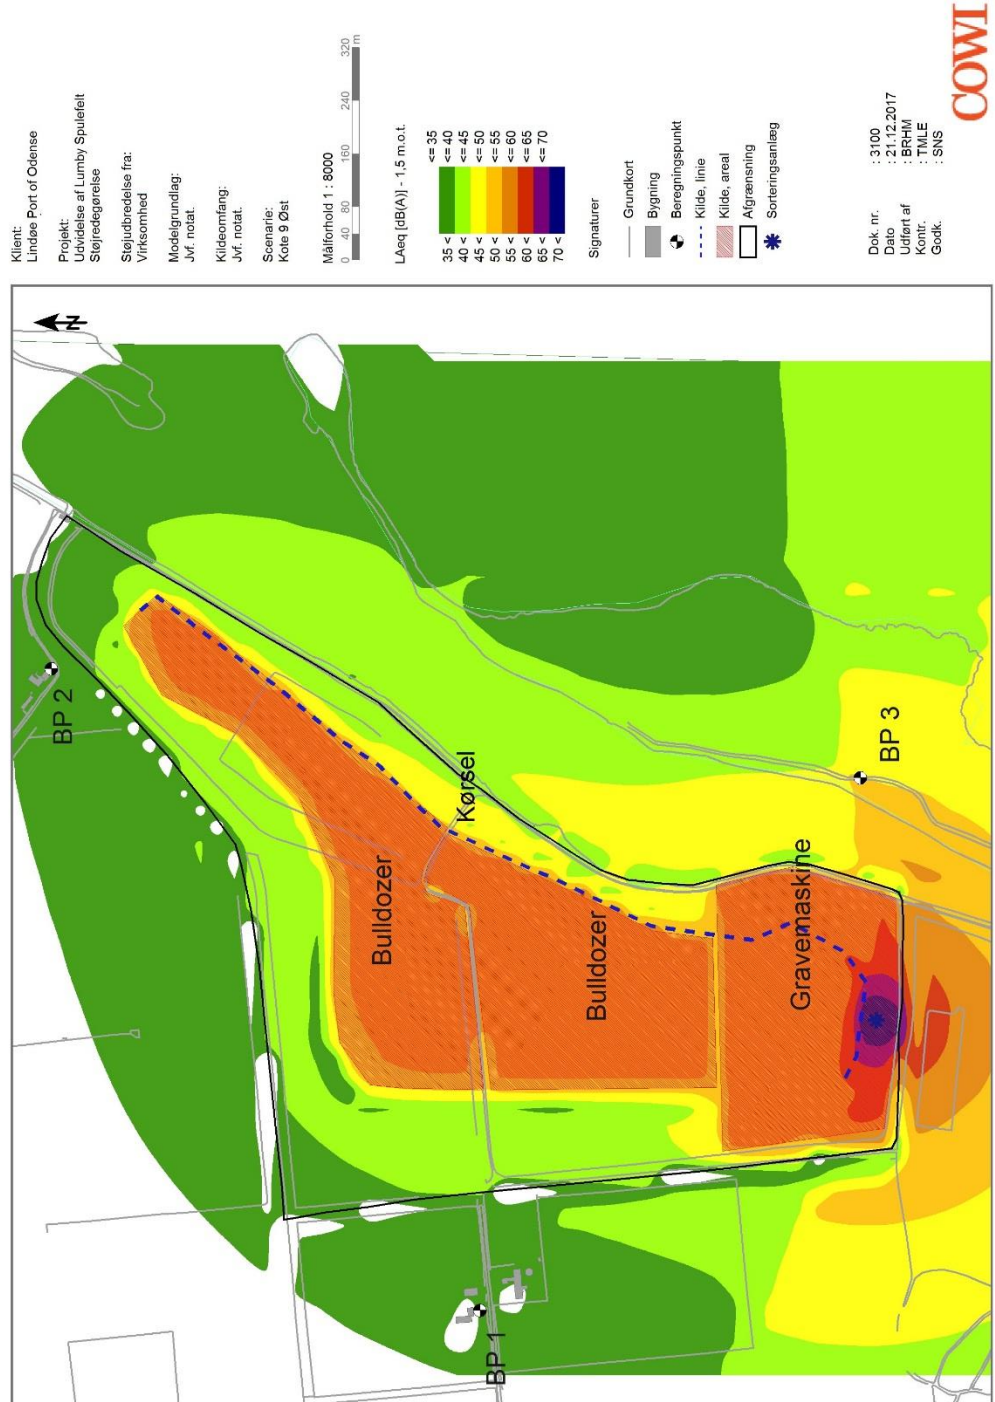 Klient:
Lindøe Port of Odense
Projekt:
Udvidelse af Lumby Spulefelt
Støjredegørelse
Støjudbredelse fra:
Virksomhed
Modelgrundlag:
Jvf. notat.
Kildeomfang:
Jvf. notat.
Scenarie:
Kote 9 Øst
Målforhold 1 : 8000
0 40 80 160 240 320 m
LAeq [dB(A)] - 1,5 m.o.t.
<= 35
35 < <= 40
40 < <= 45
45 < <= 50
50 < <= 55
55 < <= 60
60 < <= 65
65 < <= 70
70 <
Signaturer
Grundkort
Bygning
Beregningspunkt
Kilde, linie
Kilde, areal
Afgrænsning
Sorteringsanlæg
Dok. nr. : 3100
Dato : 21.12.2017
Udført af : BRHM
Kontr. : TMLE
Godk. : SNS
COWI
N
BP 2
Kørsel
BP 3
Bulldozer
Bulldozer
Gravemaskine
BP 1